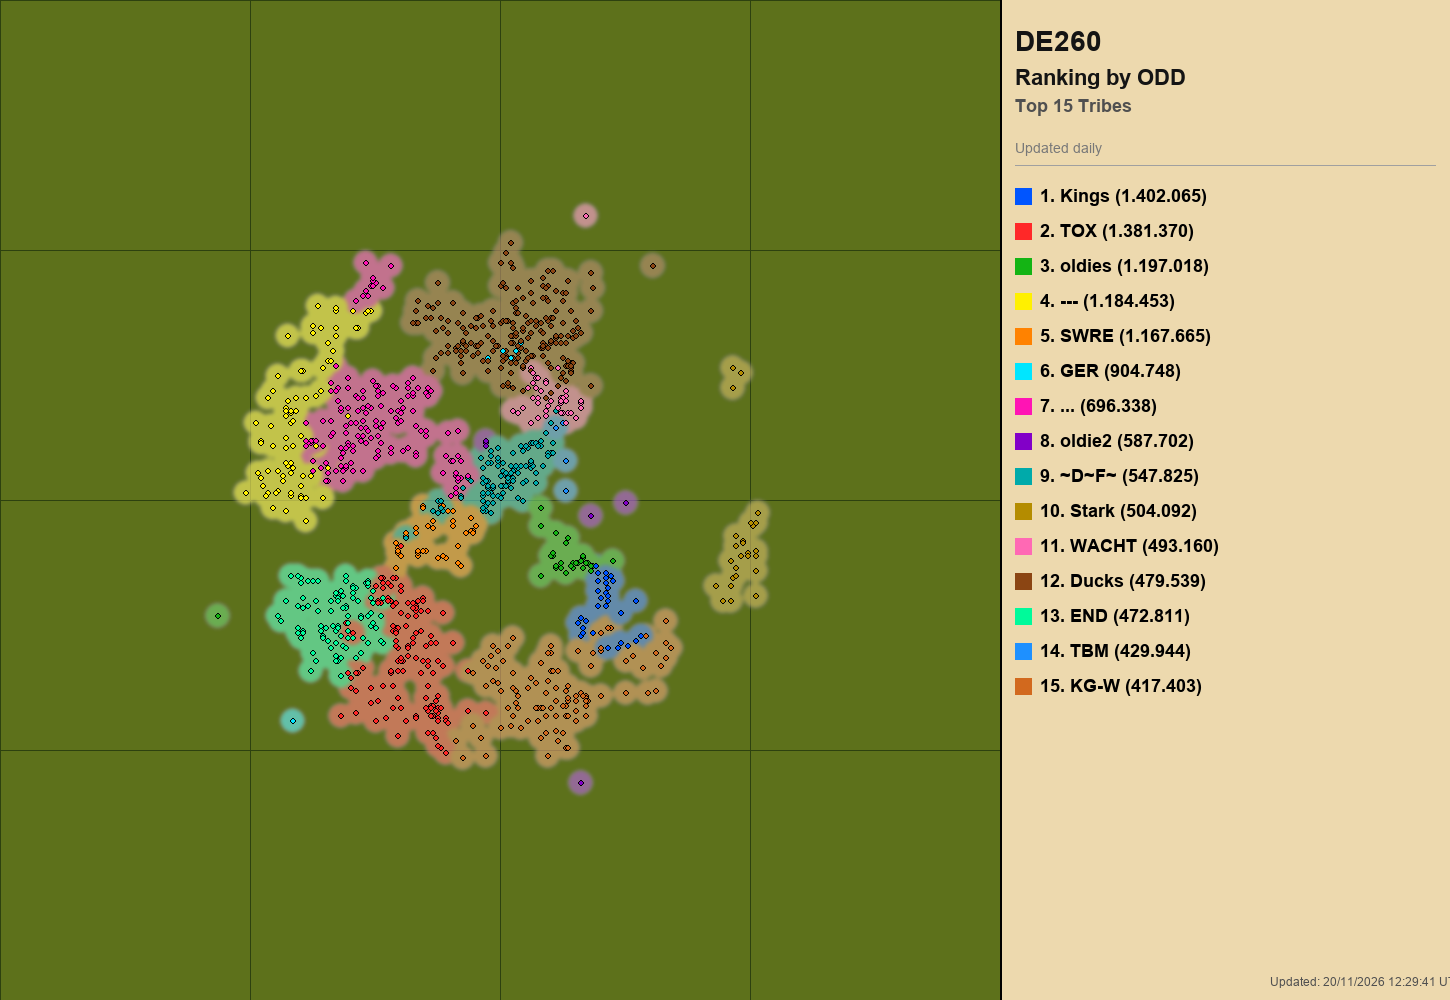 DE260
Ranking by ODD
Top 15 Tribes
Updated daily
1. Kings (1.402.065)
2. TOX (1.381.370)
3. oldies (1.197.018)
4. --- (1.184.453)
5. SWRE (1.167.665)
6. GER (904.748)
7. ... (696.338)
8. oldie2 (587.702)
9. ~D~F~ (547.825)
10. Stark (504.092)
11. WACHT (493.160)
12. Ducks (479.539)
13. END (472.811)
14. TBM (429.944)
15. KG-W (417.403)
Updated: 20/11/2026 12:29:41